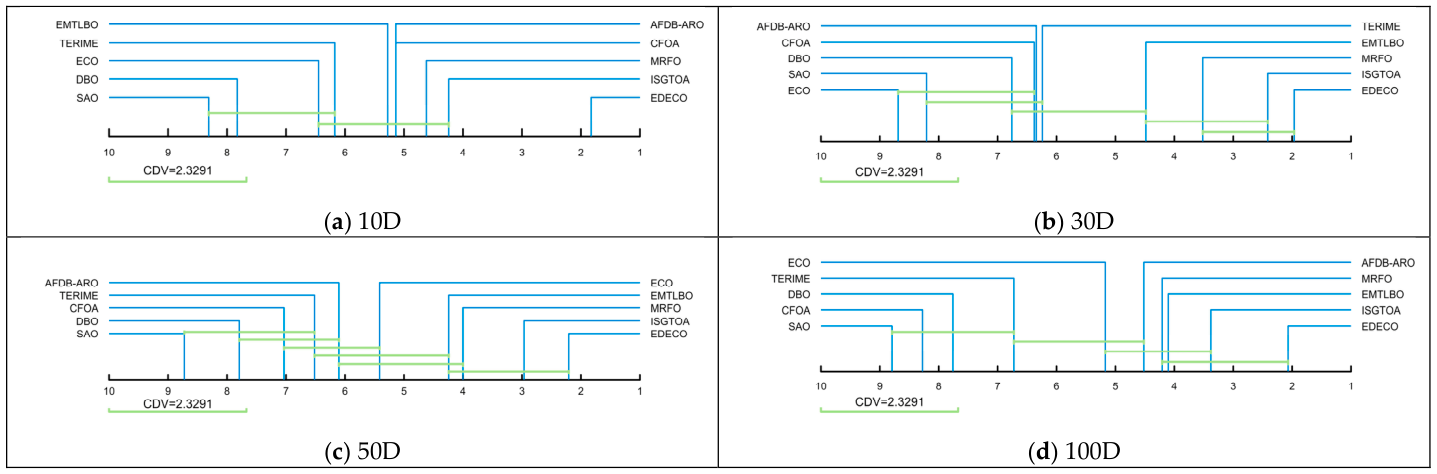 EMTLBO AFDB-ARO
TERIME CFOA
ECO MRFO
DBO ISGTOA
SAO EDECO
10 9 8 7 6 5 4 3 2 1
CDV=2.3291
(a) 10D
AFDB-ARO TERIME
CFOA EMTLBO
DBO MRFO
SAO ISGTOA
ECO EDECO
10 9 8 7 6 5 4 3 2 1
CDV=2.3291
(b) 30D
AFDB-ARO ECO
TERIME EMTLBO
CFOA MRFO
DBO ISGTOA
SAO EDECO
10 9 8 7 6 5 4 3 2 1
CDV=2.3291
(c) 50D
ECO AFDB-ARO
TERIME MRFO
DBO EMTLBO
CFOA ISGTOA
SAO EDECO
10 9 8 7 6 5 4 3 2 1
CDV=2.3291
(d) 100D